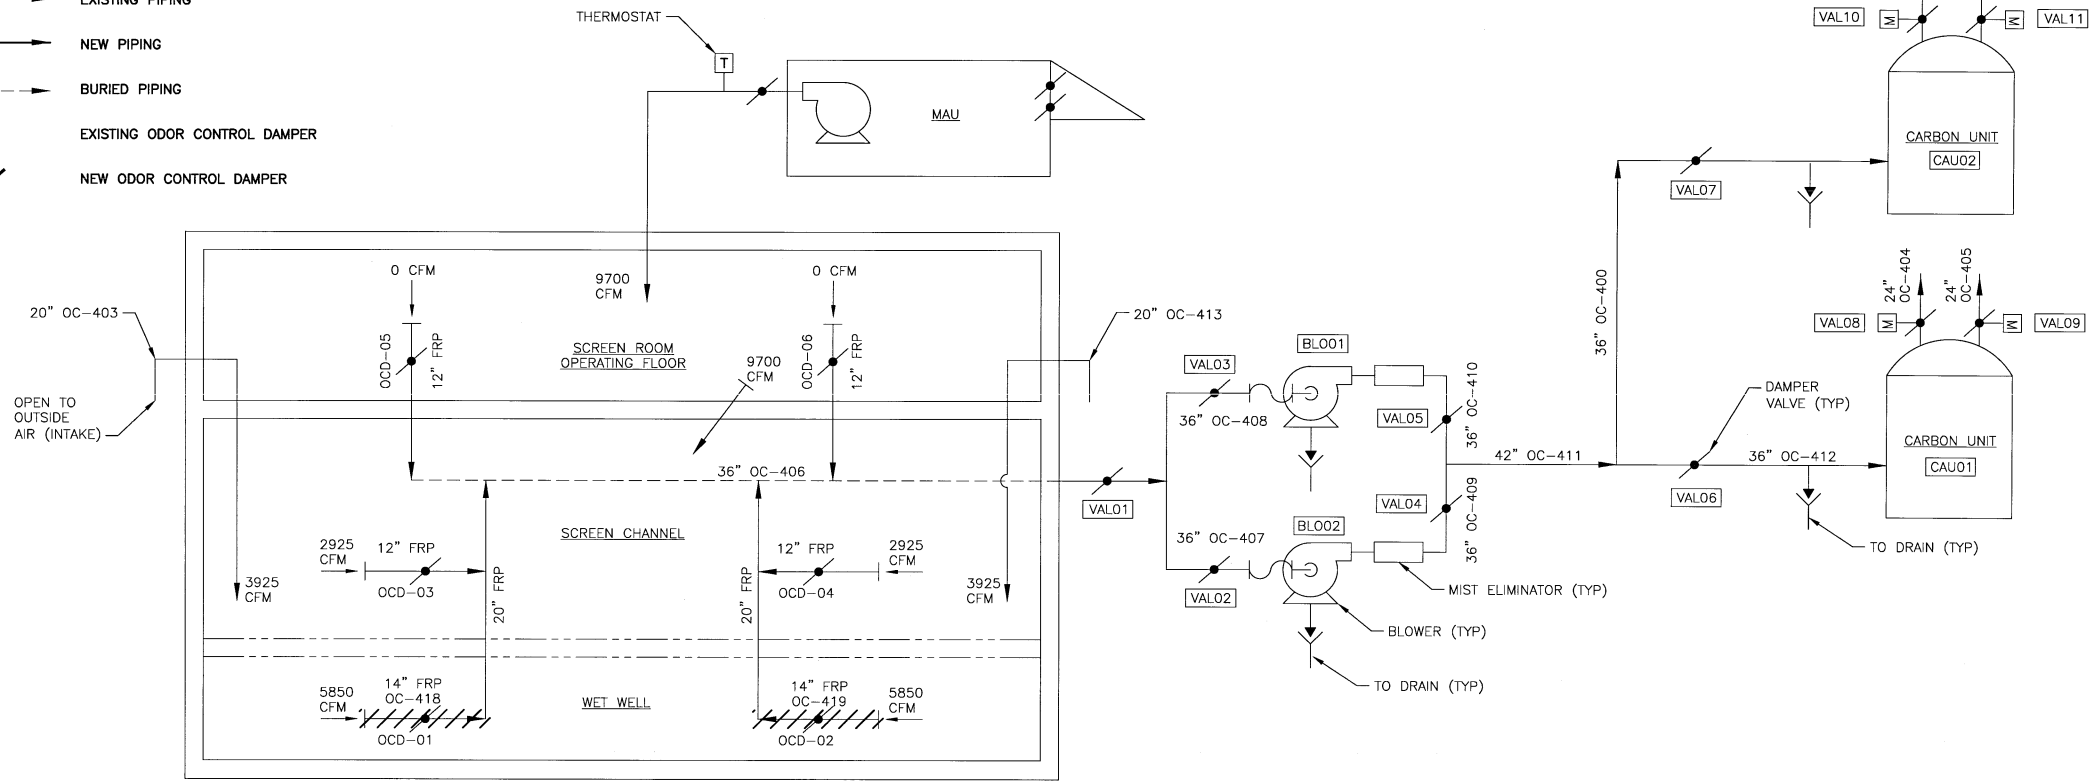 EXISTING PIPING
NEW PIPING
BURIED PIPING
EXISTING ODOR CONTROL DAMPER
NEW ODOR CONTROL DAMPER
THERMOSTAT
T
MAU
VAL10
M
M
VAL11
CARBON UNIT
CAU02
VAL07
20" OC-403
OPEN TO
OUTSIDE
AIR (INTAKE)
0 CFM
OCD-05
12" FRP
9700
CFM
SCREEN ROOM
OPERATING FLOOR
9700
CFM
0 CFM
OCD-06
12" FRP
20" OC-413
36" OC-406
SCREEN CHANNEL
3925
CFM
2925
CFM
12" FRP
OCD-03
20" FRP
20" FRP
12" FRP
OCD-04
2925
CFM
3925
CFM
5850
CFM
14" FRP
OC-418
OCD-01
WET WELL
14" FRP
OC-419
OCD-02
5850
CFM
VAL01
VAL03
36" OC-408
BLO01
VAL05
36" OC-410
36" OC-407
VAL02
BLO02
VAL04
36" OC-409
MIST ELIMINATOR (TYP)
BLOWER (TYP)
TO DRAIN (TYP)
42" OC-411
36" OC-400
DAMPER
VALVE (TYP)
36" OC-412
VAL06
TO DRAIN (TYP)
24"
OC-404
24"
OC-405
VAL08
M
M
VAL09
CARBON UNIT
CAU01